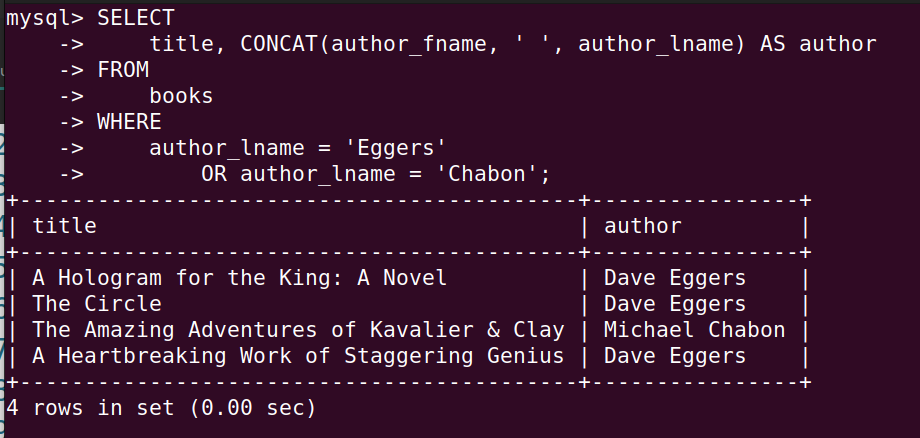 mysql> SELECT
    ->     title, CONCAT(author_fname, ' ', author_lname) AS author
    -> FROM
    ->     books
    -> WHERE
    ->     author_lname = 'Eggers'
    ->         OR author_lname = 'Chabon';
+-------------------------------------------+----------------+
| title                                     | author         |
+-------------------------------------------+----------------+
| A Hologram for the King: A Novel          | Dave Eggers    |
| The Circle                                | Dave Eggers    |
| The Amazing Adventures of Kavalier & Clay | Michael Chabon |
| A Heartbreaking Work of Staggering Genius | Dave Eggers    |
+-------------------------------------------+----------------+
4 rows in set (0.00 sec)